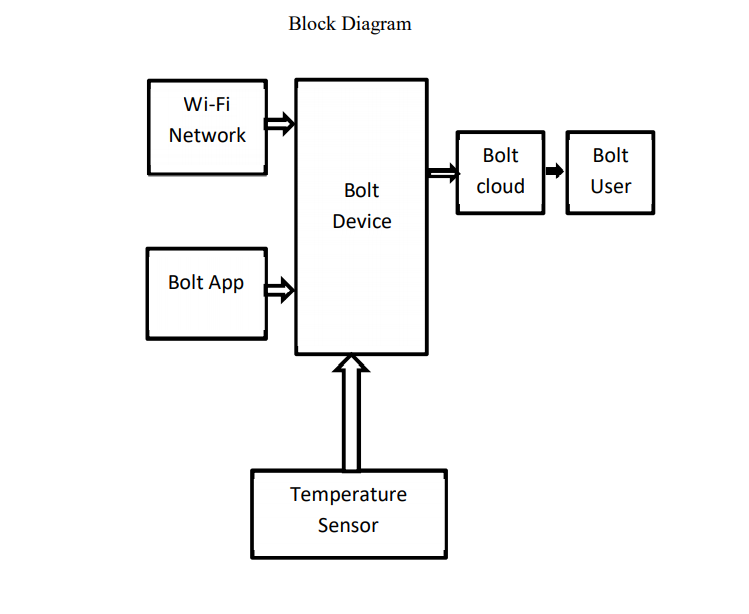 Block Diagram
Wi-Fi
Network
Bolt
Device
Bolt
cloud
Bolt
User
Bolt App
Temperature
Sensor